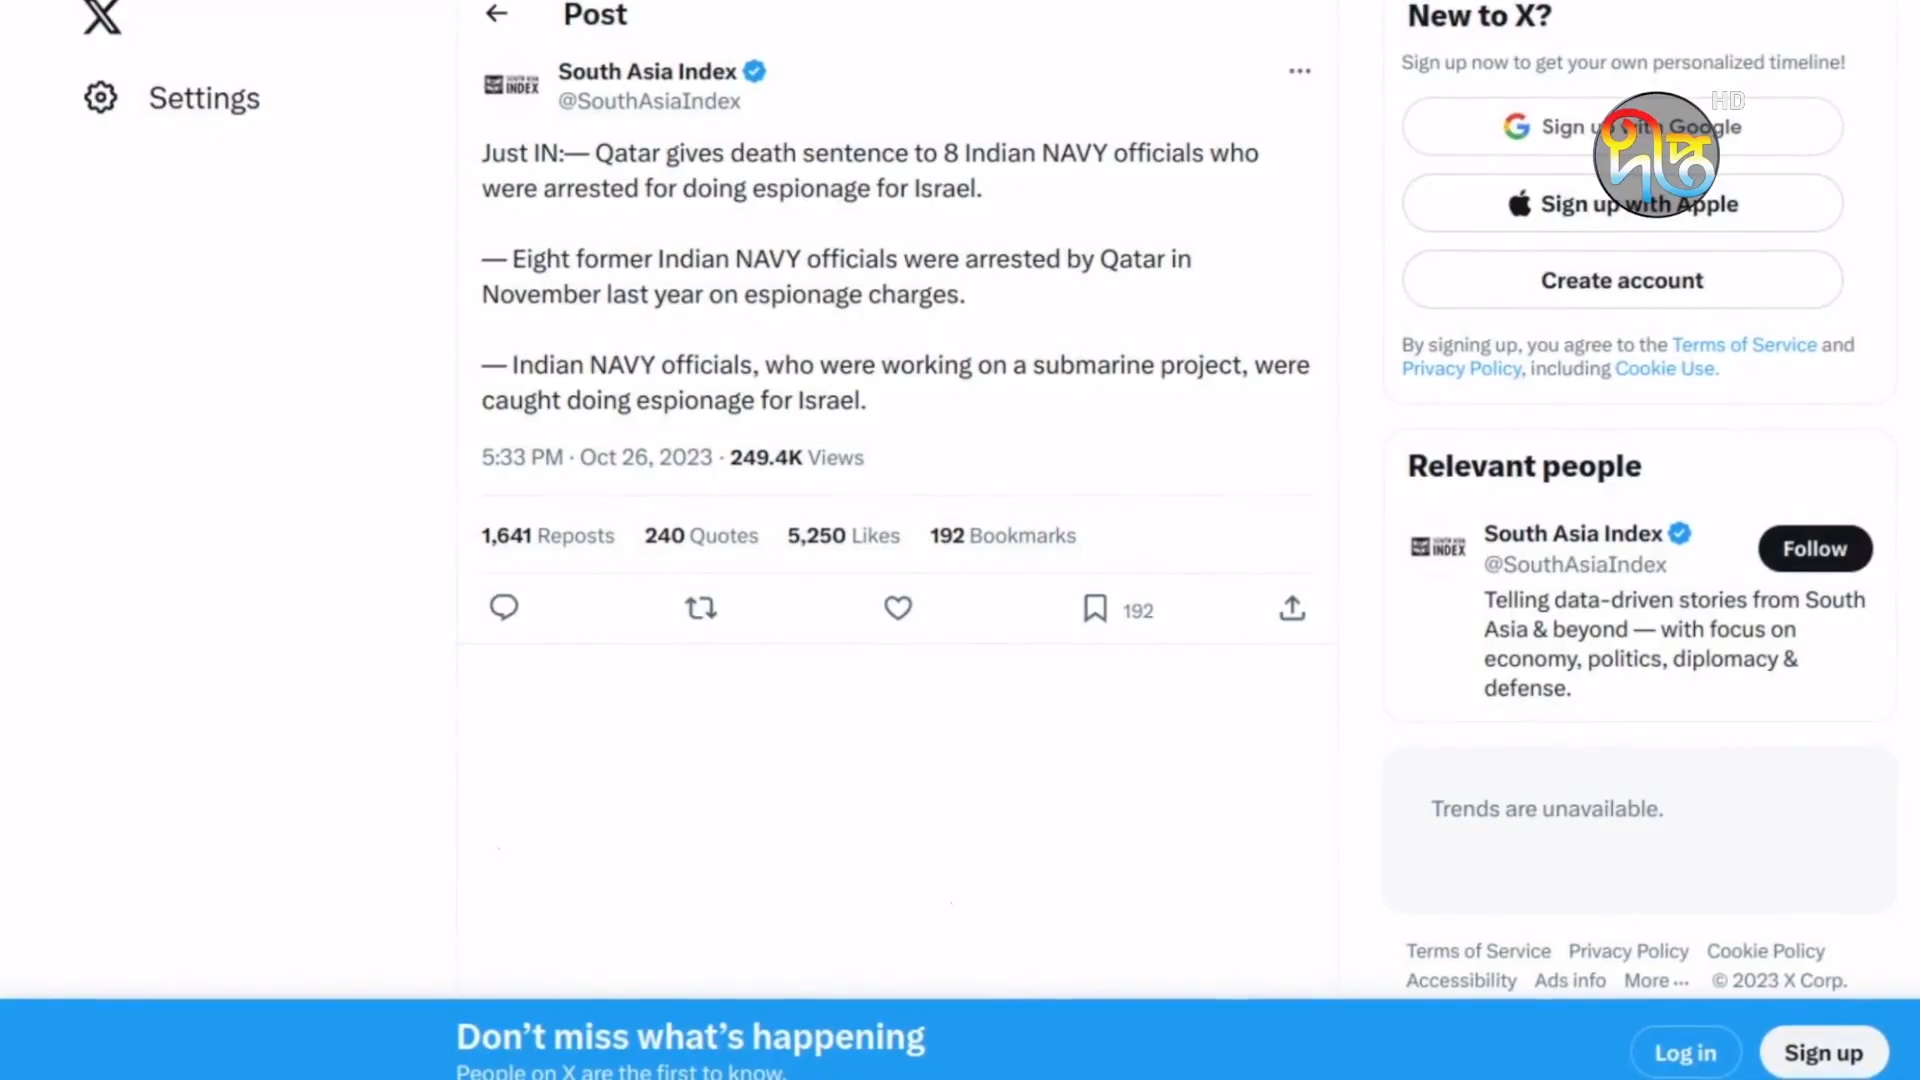 Post
Settings
South Asia Index
@SouthAsiaIndex
Just IN:— Qatar gives death sentence to 8 Indian NAVY officials who
were arrested for doing espionage for Israel.
— Eight former Indian NAVY officials were arrested by Qatar in
November last year on espionage charges.
— Indian NAVY officials, who were working on a submarine project, were
caught doing espionage for Israel.
5:33 PM · Oct 26, 2023 · 249.4K Views
1,641 Reposts 240 Quotes 5,250 Likes 192 Bookmarks
192
New to X?
Sign up now to get your own personalized timeline!
HD
Sign up with Google
দীপ্ত
Sign up with Apple
Create account
By signing up, you agree to the Terms of Service and
Privacy Policy, including Cookie Use.
Relevant people
South Asia Index
@SouthAsiaIndex
Follow
Telling data-driven stories from South
Asia & beyond — with focus on
economy, politics, diplomacy &
defense.
Trends are unavailable.
Terms of Service Privacy Policy Cookie Policy
Accessibility Ads info More ··· © 2023 X Corp.
Don’t miss what’s happening
People on X are the first to know.
Log in
Sign up